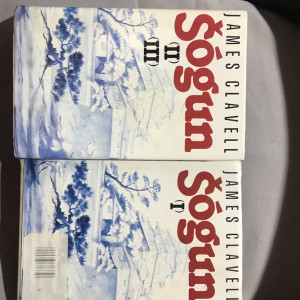 JAMES CLAVELL
Šógun
(II)
(III)
JAMES CLAVELL
Šógun
(I)